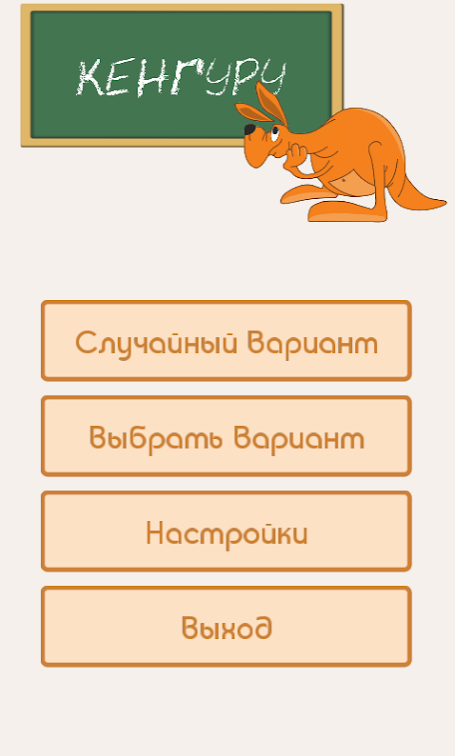 КЕНГУРУ
Случайный вариант
Выбрать вариант
Настройки
Выход